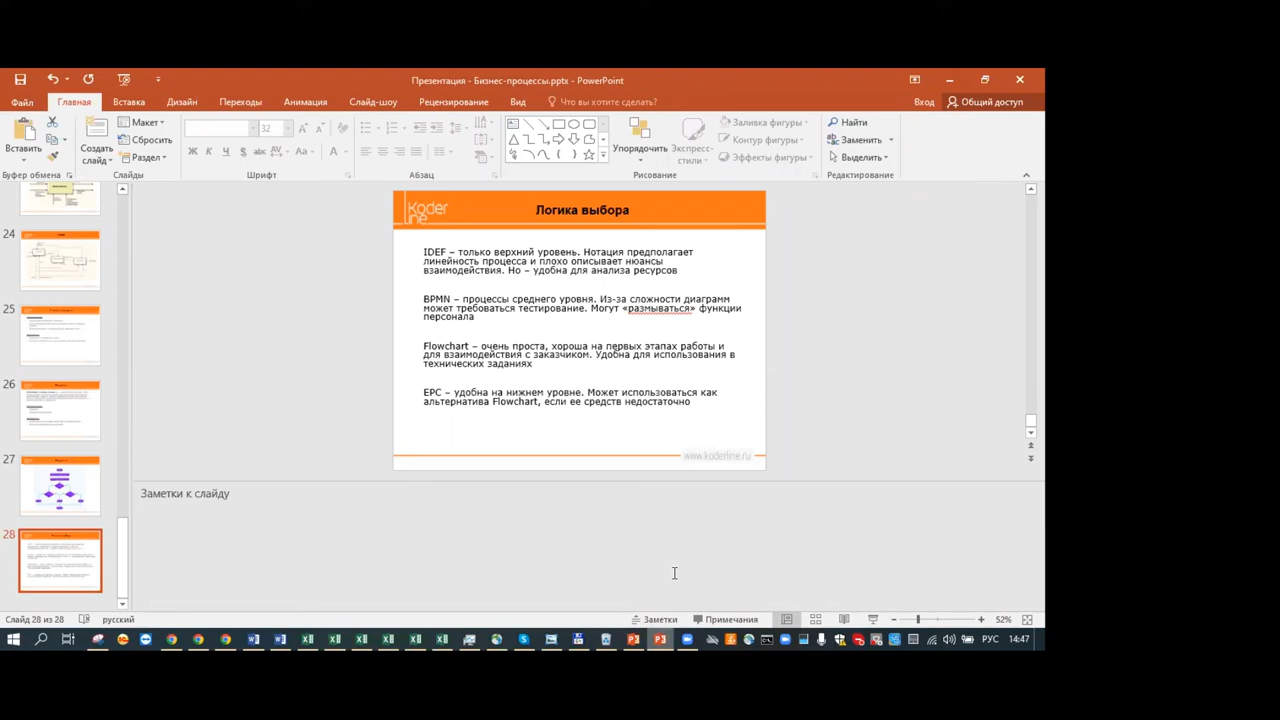 Презентация - Бизнес-процессы.pptx - PowerPoint
Файл Главная Вставка Дизайн Переходы Анимация Слайд-шоу Рецензирование Вид Что вы хотите сделать? Вход Общий доступ
Вставить
Буфер обмена
Создать слайд
Макет
Сбросить
Раздел
Слайды
32
Ж К Ч S abc AV Aa A
Шрифт
Абзац
Упорядочить
Экспресс-стили
Заливка фигуры
Контур фигуры
Эффекты фигуры
Рисование
Найти
Заменить
Выделить
Редактирование
24
25
26
27
28
Koder line
Логика выбора
IDEF – только верхний уровень. Нотация предполагает
линейность процесса и плохо описывает нюансы
взаимодействия. Но – удобна для анализа ресурсов
BPMN – процессы среднего уровня. Из-за сложности диаграмм
может требоваться тестирование. Могут «размываться» функции
персонала
Flowchart – очень проста, хороша на первых этапах работы и
для взаимодействия с заказчиком. Удобна для использования в
технических заданиях
EPC – удобна на нижнем уровне. Может использоваться как
альтернатива Flowchart, если ее средств недостаточно
www.koderline.ru
Заметки к слайду
Слайд 28 из 28 русский Заметки Примечания 52%
РУС 14:47